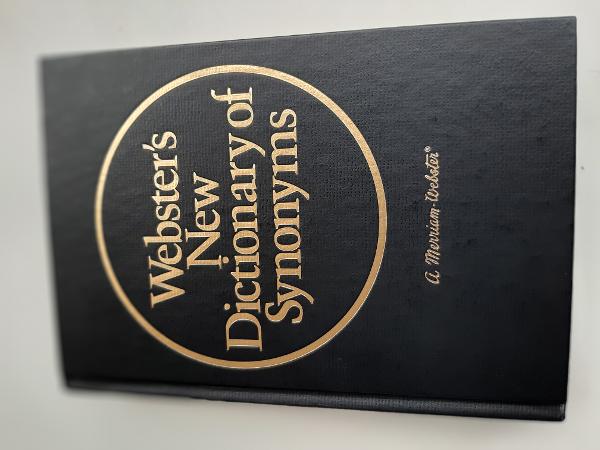 Webster's
New
Dictionary of
Synonyms
A Merriam-Webster®